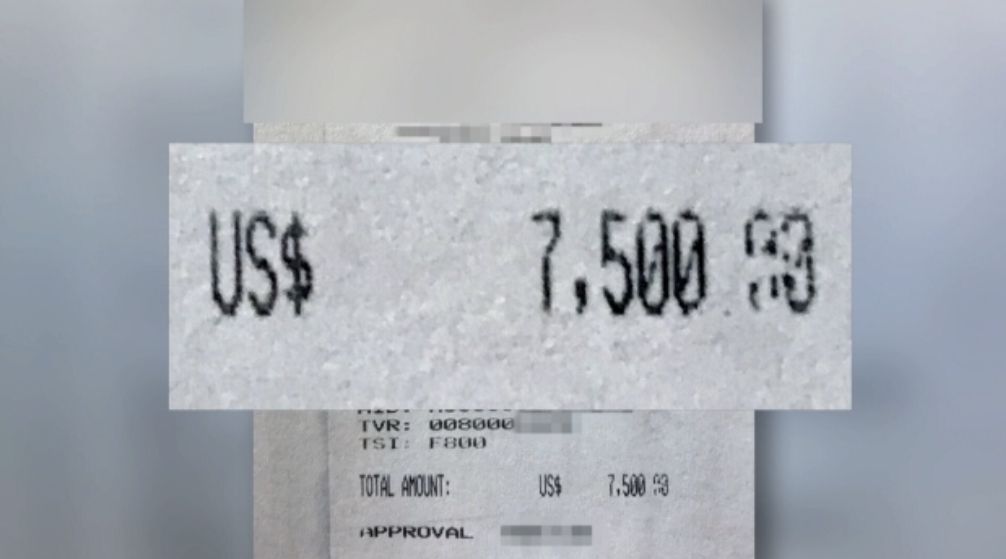 US$ 7,500
TVR: 008000
TSI: F800
TOTAL AMOUNT: US$ 7,500
APPROVAL